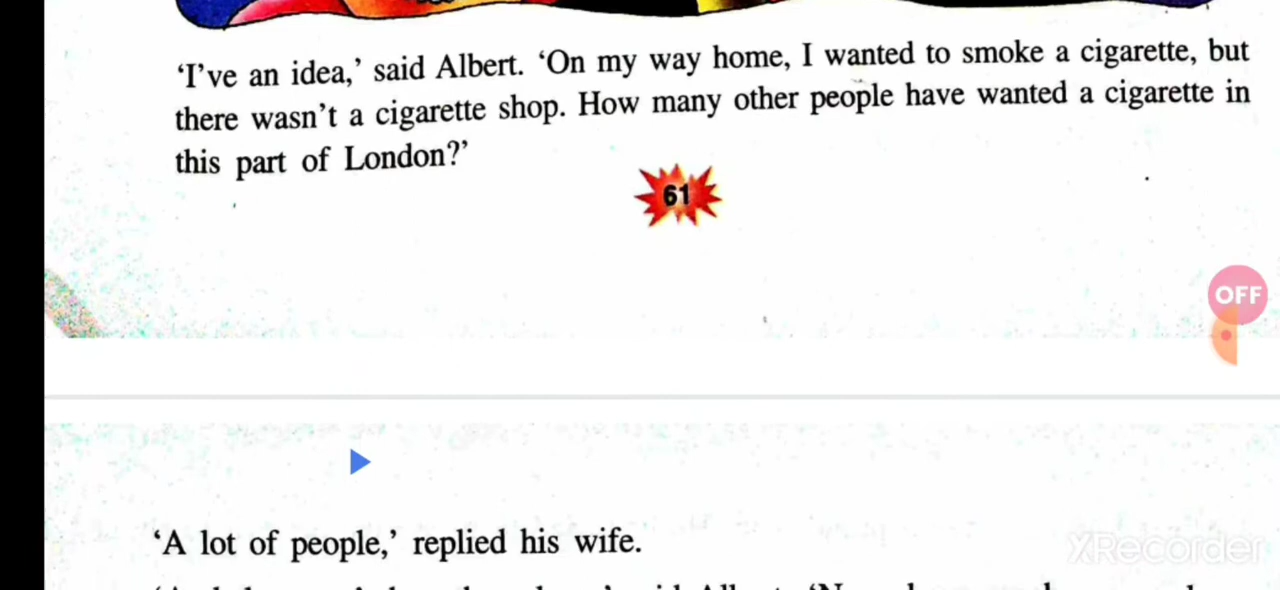 ‘I’ve an idea,’ said Albert. ‘On my way home, I wanted to smoke a cigarette, but
there wasn’t a cigarette shop. How many other people have wanted a cigarette in
this part of London?’
61
OFF
‘A lot of people,’ replied his wife.
XRecorder